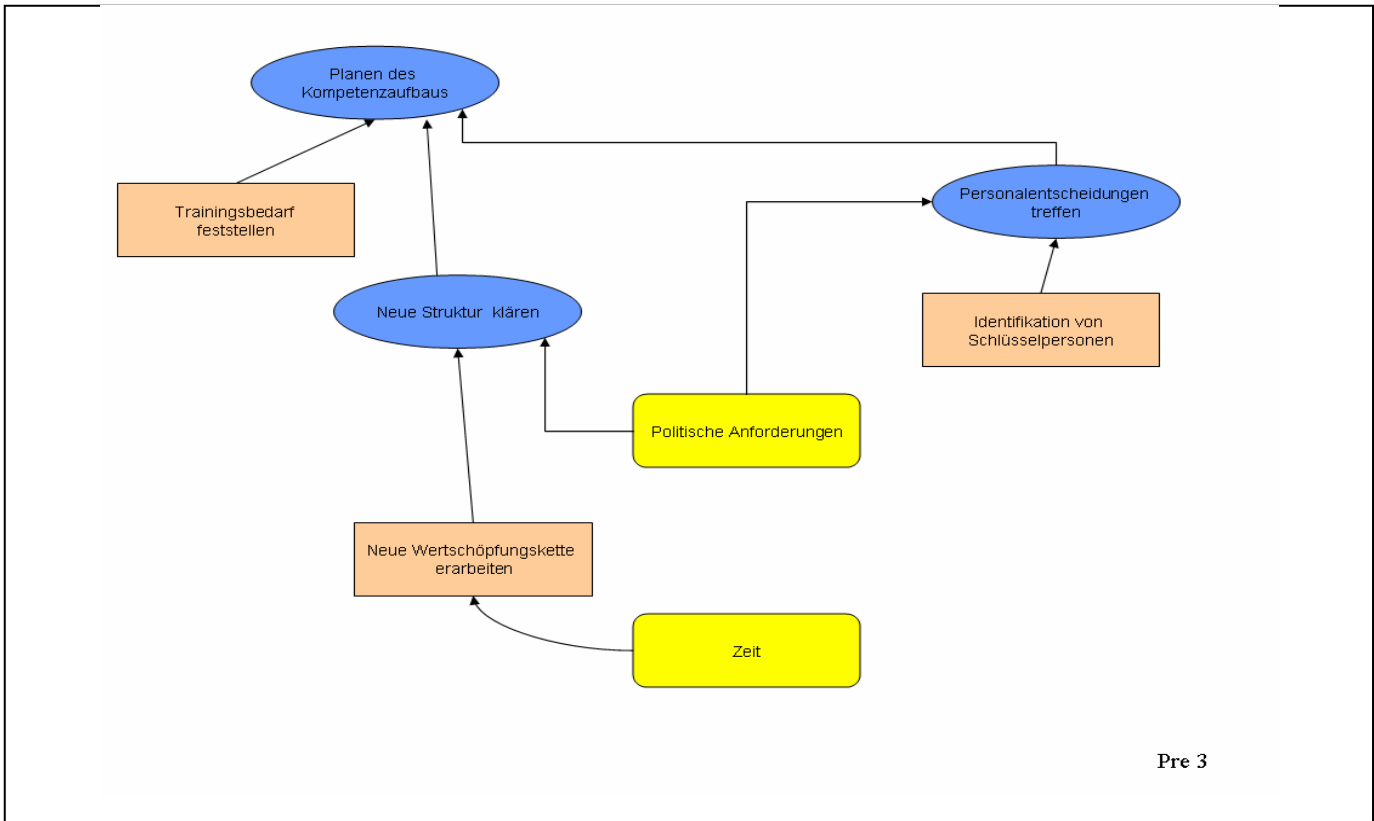 Planen des
Kompetenzaufbaus
Trainingsbedarf
feststellen
Personalentscheidungen
treffen
Neue Struktur klären
Identifikation von
Schlüsselpersonen
Politische Anforderungen
Neue Wertschöpfungskette
erarbeiten
Zeit
Pre 3